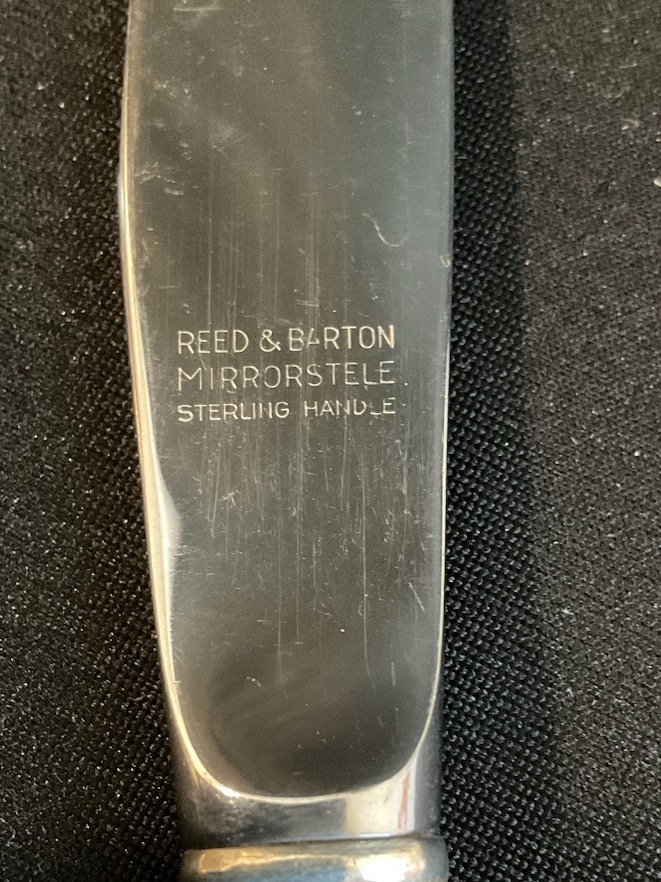 REED & BARTON
MIRRORSTELE
STERLING HANDLE